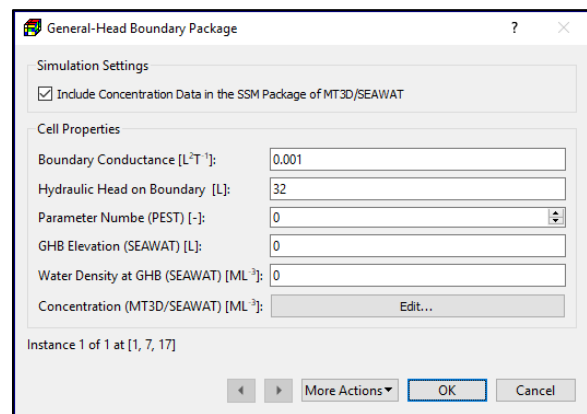 General-Head Boundary Package ?
Simulation Settings
Include Concentration Data in the SSM Package of MT3D/SEAWAT
Cell Properties
Boundary Conductance [L²T⁻¹]: 0.001
Hydraulic Head on Boundary [L]: 32
Parameter Numbe (PEST) [-]: 0
GHB Elevation (SEAWAT) [L]: 0
Water Density at GHB (SEAWAT) [ML⁻³]: 0
Concentration (MT3D/SEAWAT) [ML⁻³]: Edit...
Instance 1 of 1 at [1, 7, 17]
More Actions OK Cancel